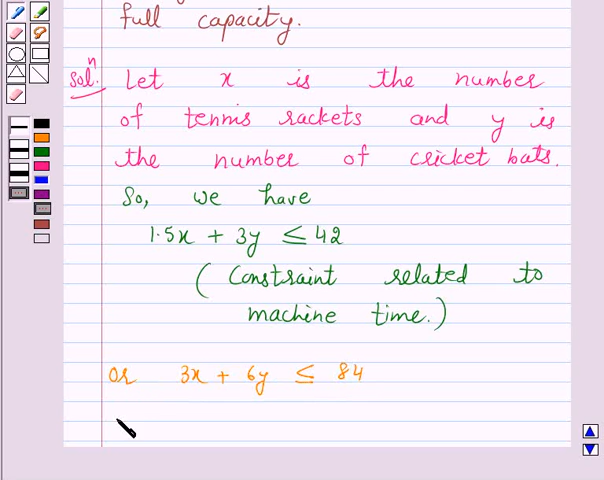 full capacity.
Solⁿ. Let x is the number
of tennis rackets and y is
the number of cricket bats.
So, we have
1.5x + 3y ≤ 42
( Constraint related to
machine time.)
or 3x + 6y ≤ 84